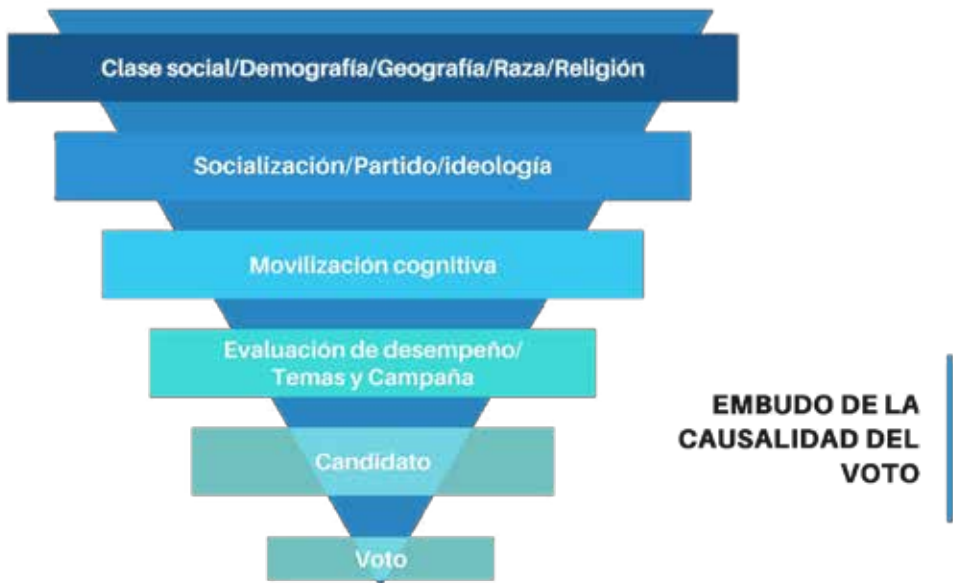 Clase social/Demografía/Geografía/Raza/Religión
Socialización/Partido/ideología
Movilización cognitiva
Evaluación de desempeño/
Temas y Campaña
Candidato
Voto
EMBUDO DE LA
CAUSALIDAD DEL
VOTO